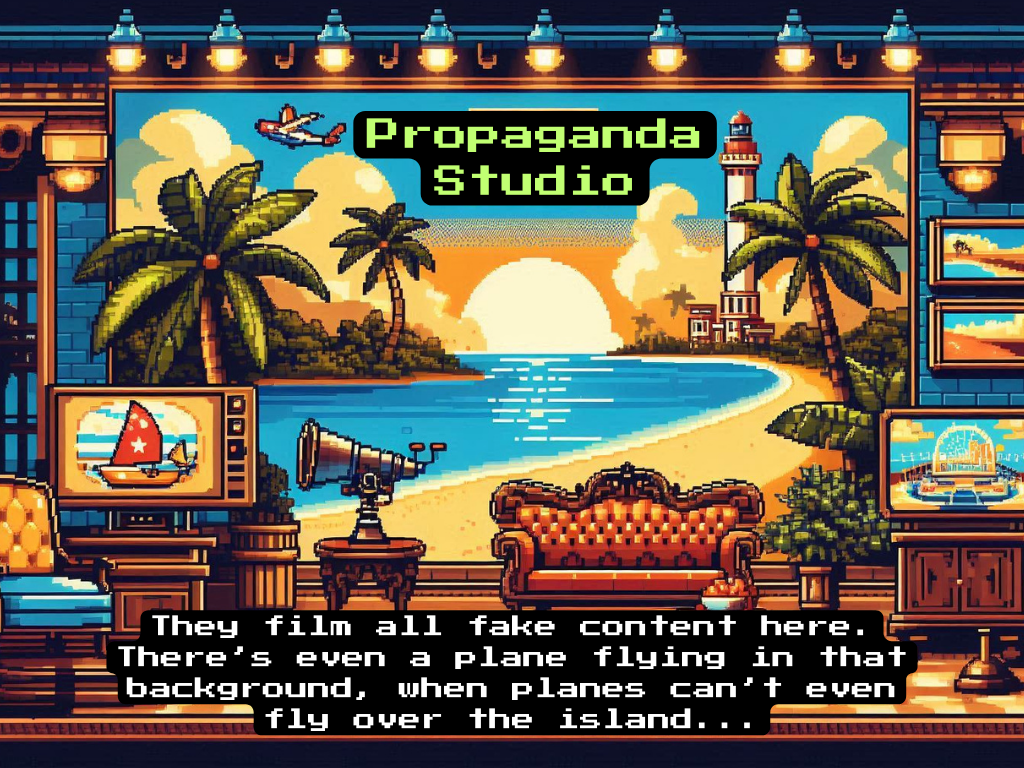 Propaganda
Studio
They film all fake content here.
There's even a plane flying in that
background, when planes can't even
fly over the island...